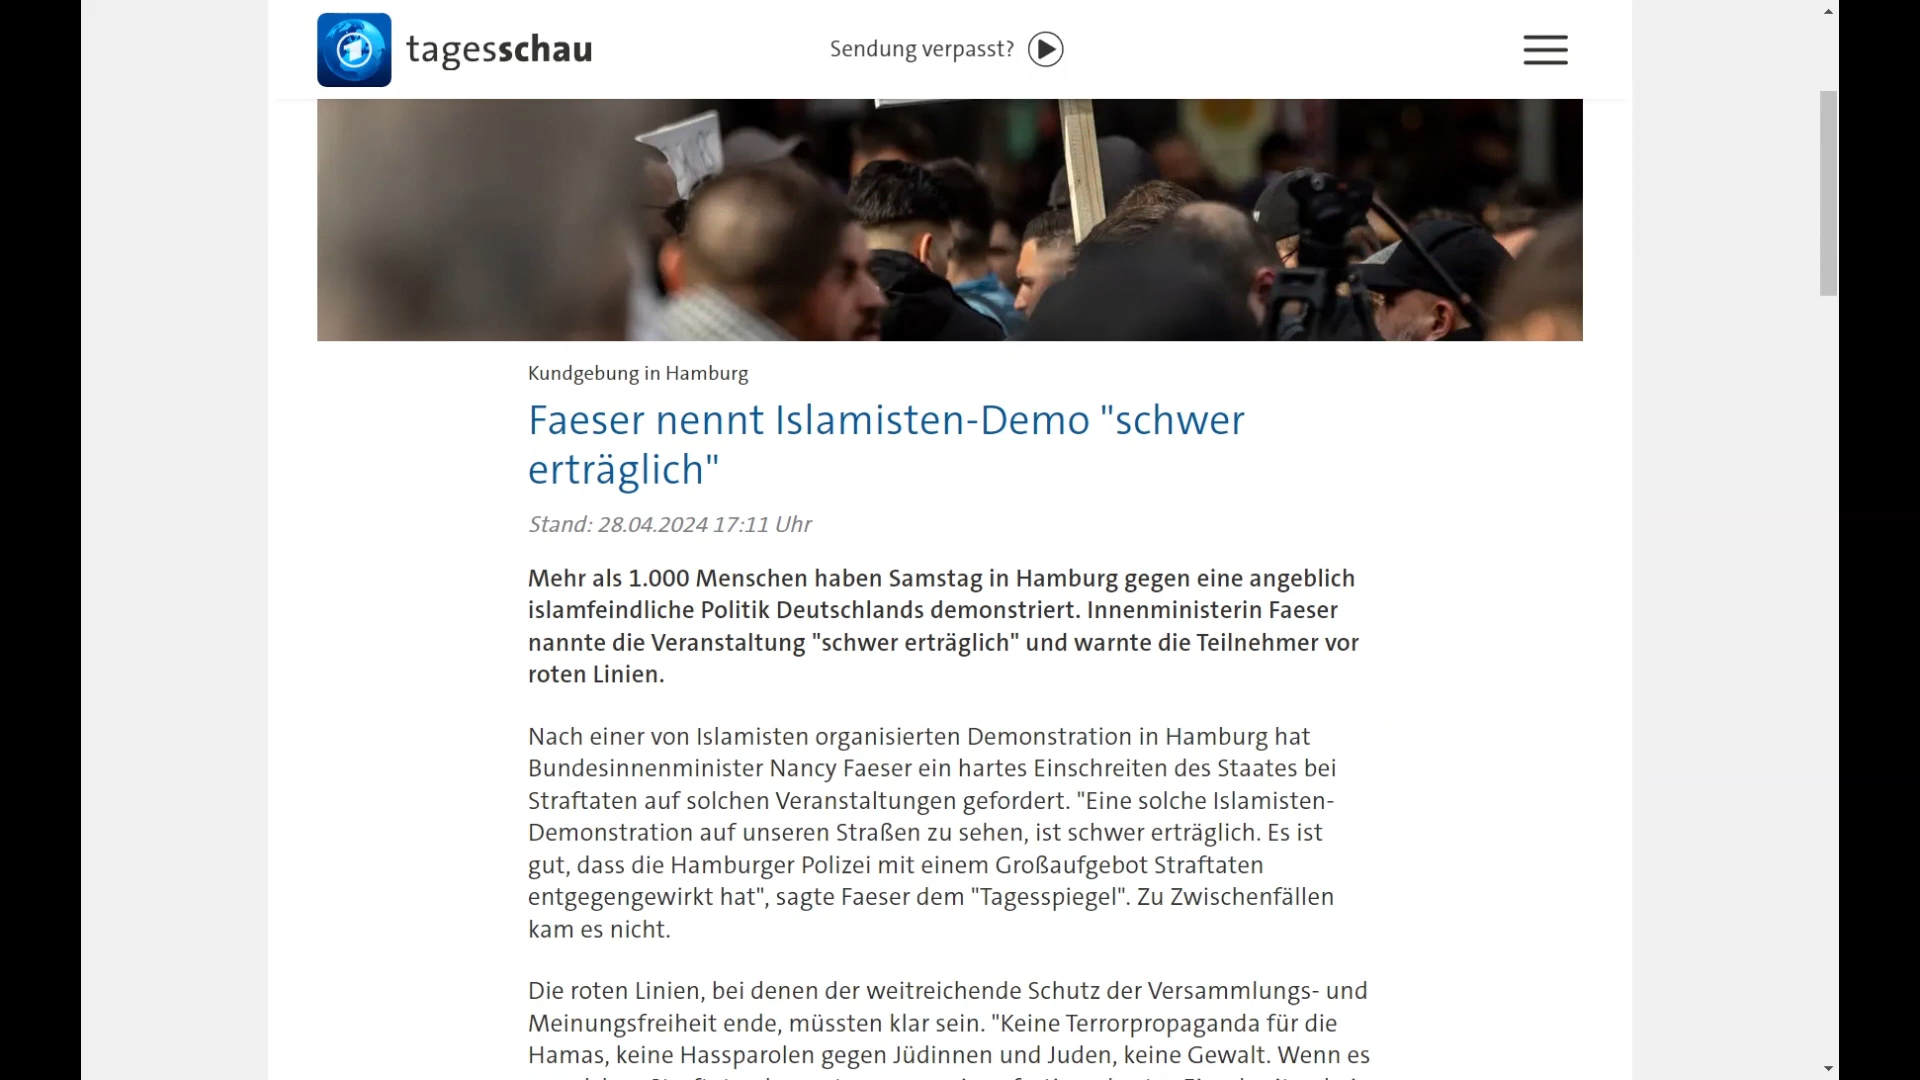 tagesschau
Sendung verpasst?
Kundgebung in Hamburg
Faeser nennt Islamisten-Demo "schwer
erträglich"
Stand: 28.04.2024 17:11 Uhr
Mehr als 1.000 Menschen haben Samstag in Hamburg gegen eine angeblich
islamfeindliche Politik Deutschlands demonstriert. Innenministerin Faeser
nannte die Veranstaltung "schwer erträglich" und warnte die Teilnehmer vor
roten Linien.
Nach einer von Islamisten organisierten Demonstration in Hamburg hat
Bundesinnenminister Nancy Faeser ein hartes Einschreiten des Staates bei
Straftaten auf solchen Veranstaltungen gefordert. "Eine solche Islamisten-
Demonstration auf unseren Straßen zu sehen, ist schwer erträglich. Es ist
gut, dass die Hamburger Polizei mit einem Großaufgebot Straftaten
entgegengewirkt hat", sagte Faeser dem "Tagesspiegel". Zu Zwischenfällen
kam es nicht.
Die roten Linien, bei denen der weitreichende Schutz der Versammlungs- und
Meinungsfreiheit ende, müssten klar sein. "Keine Terrorpropaganda für die
Hamas, keine Hassparolen gegen Jüdinnen und Juden, keine Gewalt. Wenn es